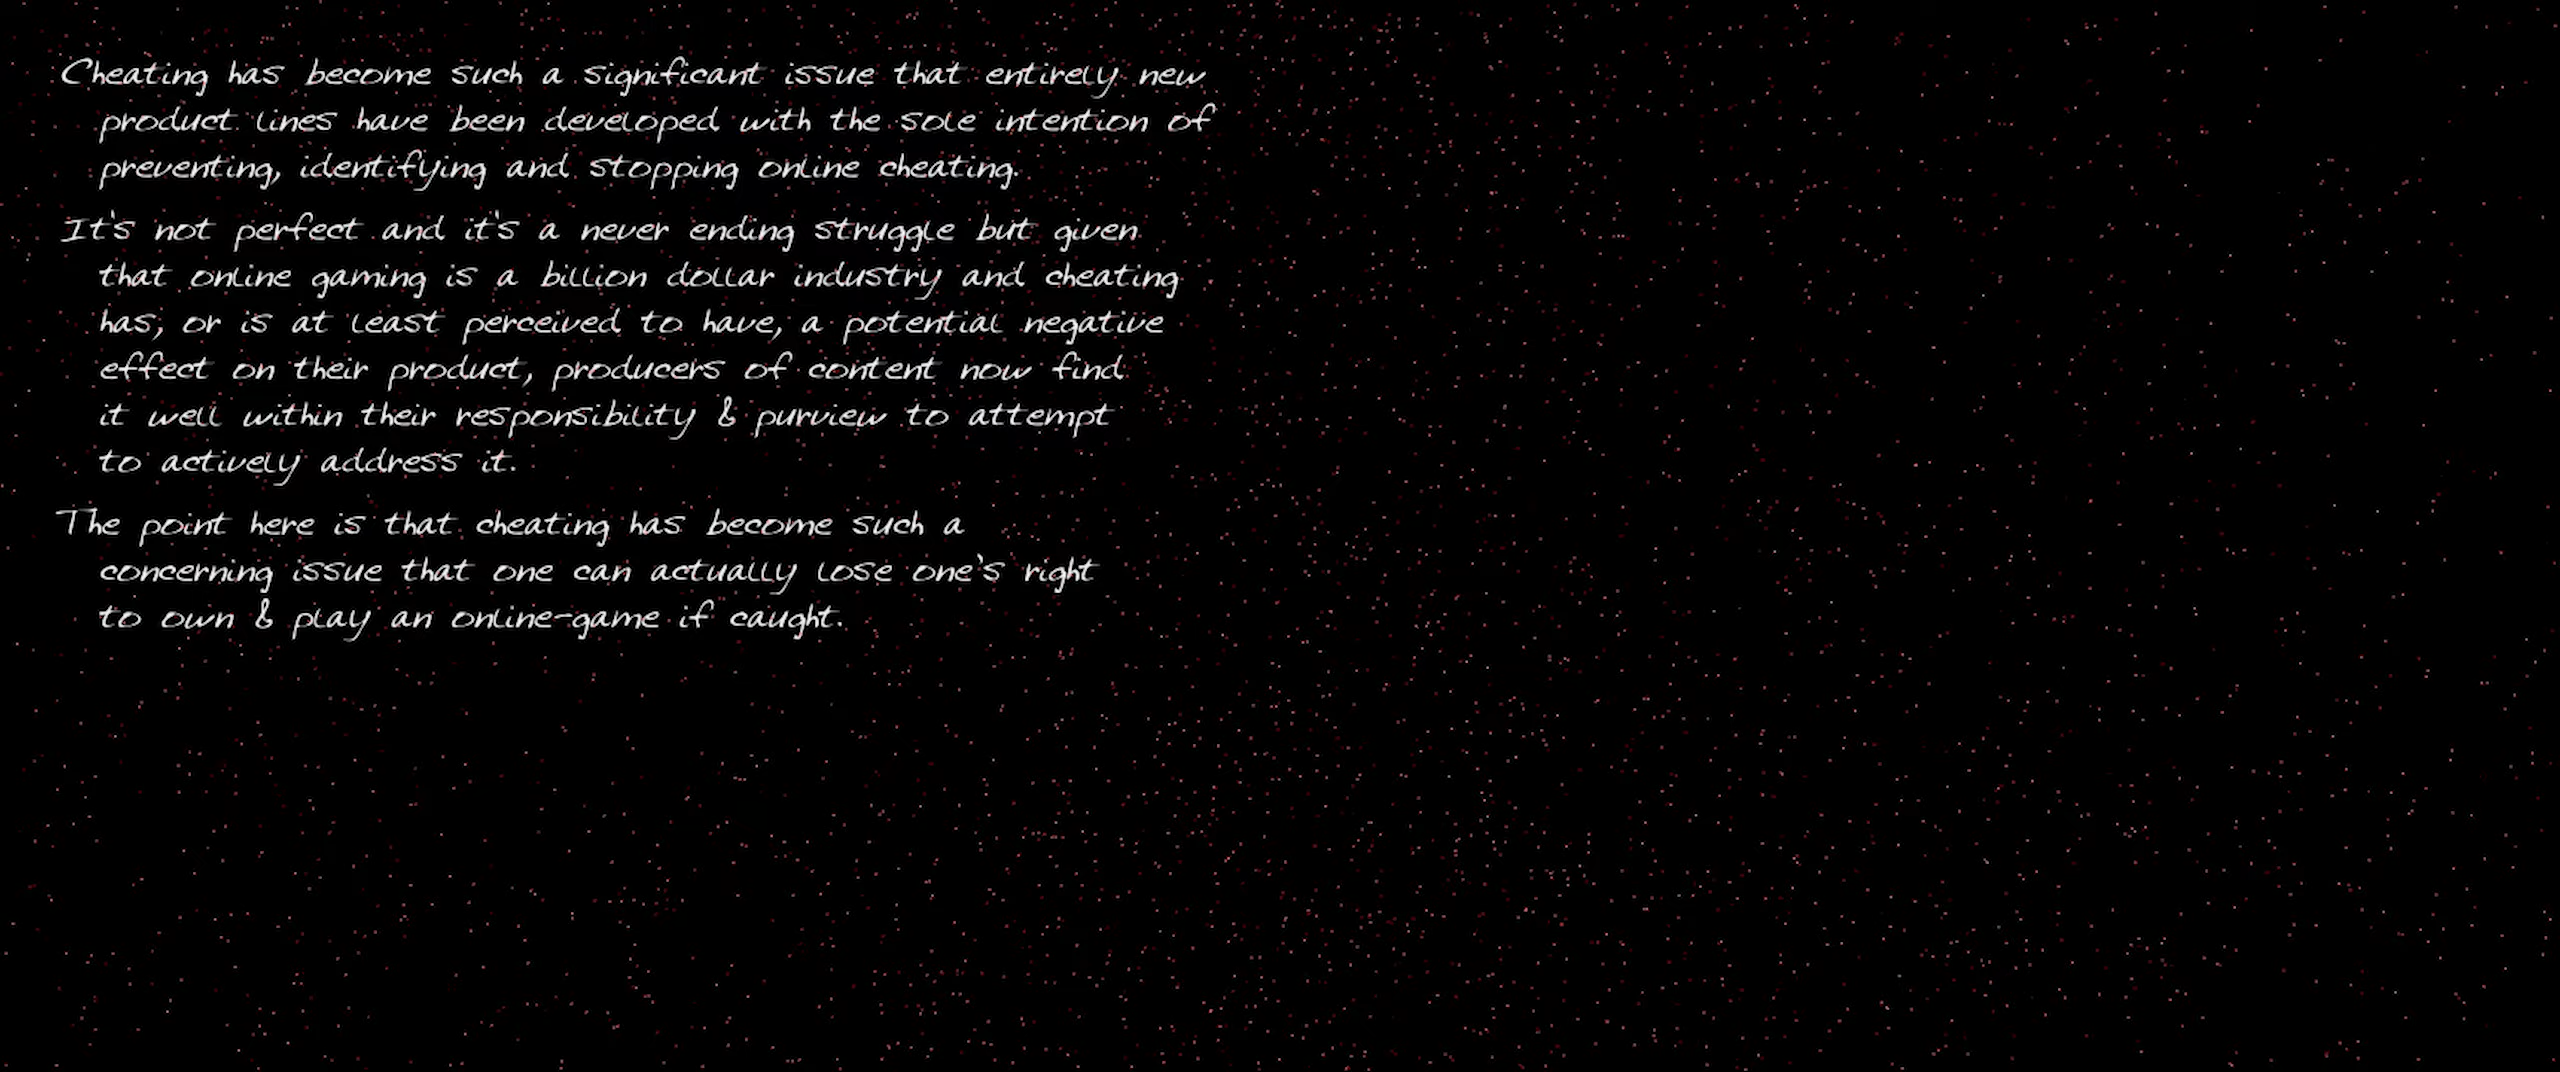 Cheating has become such a significant issue that entirely new
product lines have been developed with the sole intention of
preventing, identifying and stopping online cheating.
It's not perfect and it's a never ending struggle but given
that online gaming is a billion dollar industry and cheating
has, or is at least perceived to have, a potential negative
effect on their product, producers of content now find
it well within their responsibility & purview to attempt
to actively address it.
The point here is that cheating has become such a
concerning issue that one can actually lose one's right
to own & play an online-game if caught.